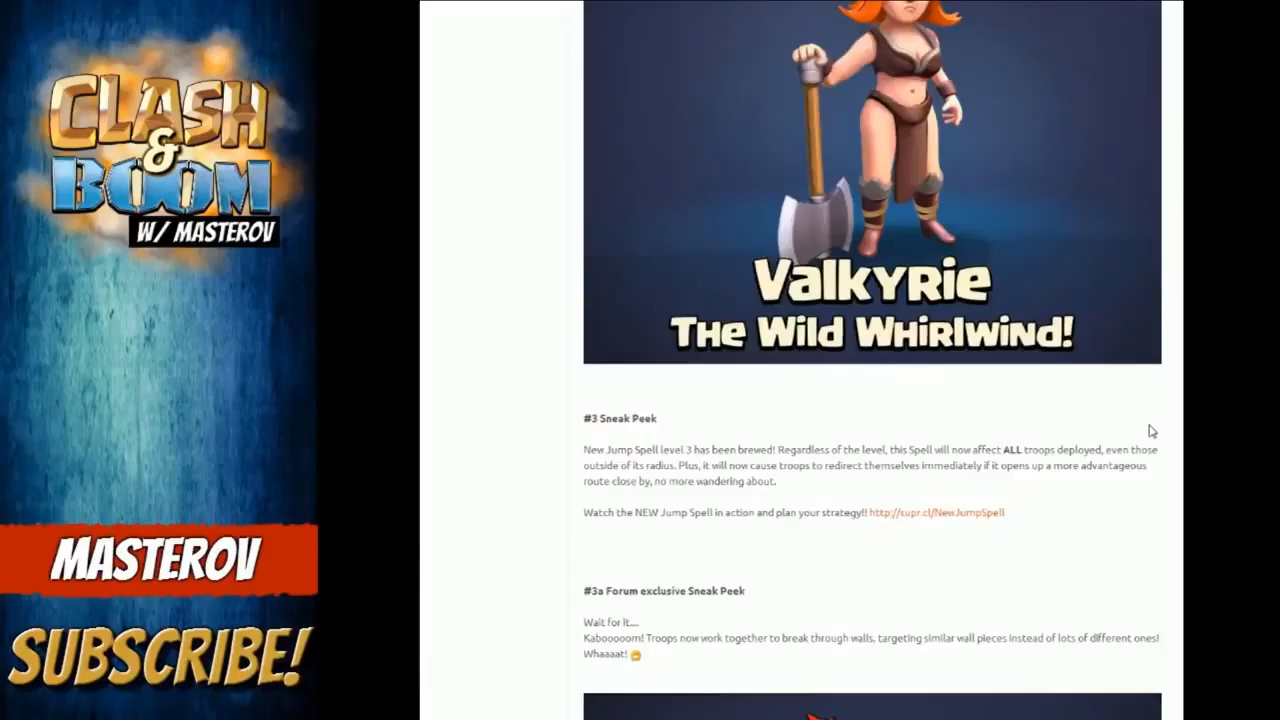 CLASH
&
BOOM
W/ MASTEROV
MASTEROV
SUBSCRIBE!
Valkyrie
The Wild Whirlwind!
#3 Sneak Peek
New Jump Spell level 3 has been brewed! Regardless of the level, this Spell will now affect ALL troops deployed, even those
outside of its radius. Plus, it will now cause troops to redirect themselves immediately if it opens up a more advantageous
route close by, no more wandering about.
Watch the NEW Jump Spell in action and plan your strategy!! http://supr.cl/NewJumpSpell
#3a Forum exclusive Sneak Peek
Wait for it....
Kabooooom! Troops now work together to break through walls, targeting similar wall pieces instead of lots of different ones!
Whaaaat!